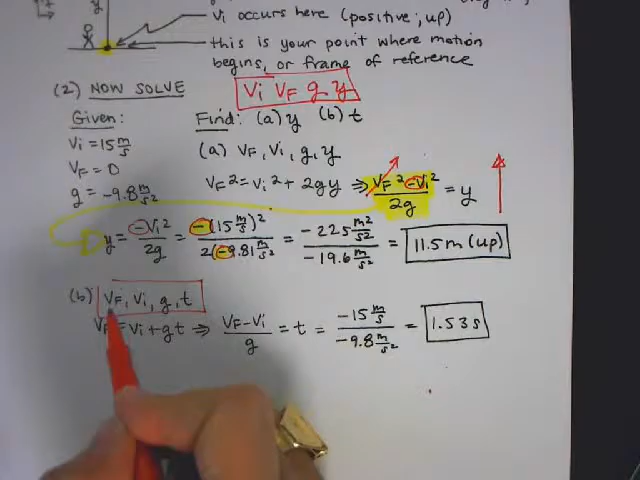 y
Vi occurs here (positive, up)
this is your point where motion
begins, or frame of reference
(2) NOW SOLVE
Vi VF g y
Given: Find: (a) y (b) t
Vi = 15 m/s
(a) VF, Vi, g, y
VF = 0
VF² = Vi² + 2gy ⇒ VF² - Vi² / 2g = y
g = -9.8 m/s²
y = -Vi² / 2g = -(15 m/s)² / 2(-9.81 m/s² = -225 m²/s² / -19.6 m/s² = 11.5 m (up)
(b) VF, Vi, g, t
VF = Vi + gt ⇒ VF - Vi / g = t = -15 m/s / -9.8 m/s² = 1.53 s